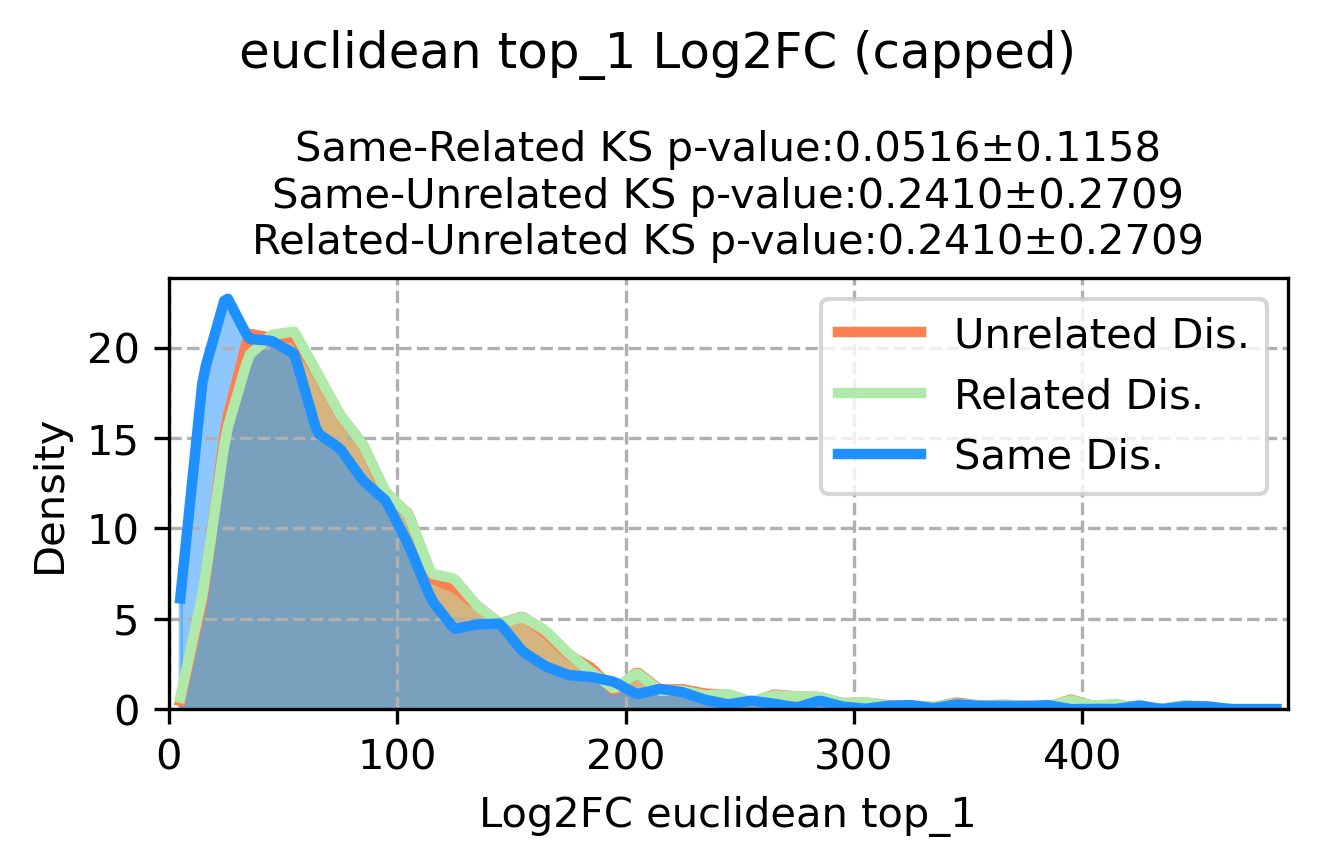 euclidean top_1 Log2FC (capped)
Same-Related KS p-value:0.0516±0.1158
Same-Unrelated KS p-value:0.2410±0.2709
Related-Unrelated KS p-value:0.2410±0.2709
Unrelated Dis.
Related Dis.
Same Dis.
Density
20
15
10
5
0
0 100 200 300 400
Log2FC euclidean top_1